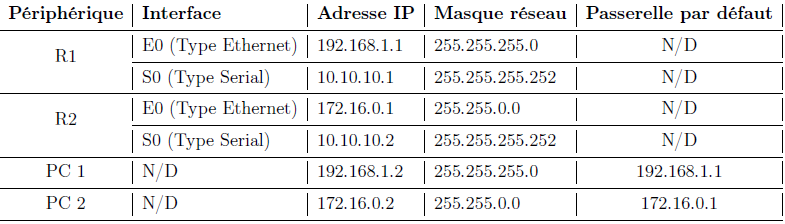 Périphérique Interface Adresse IP Masque réseau Passerelle par défaut
R1 E0 (Type Ethernet) 192.168.1.1 255.255.255.0 N/D
S0 (Type Serial) 10.10.10.1 255.255.255.252 N/D
R2 E0 (Type Ethernet) 172.16.0.1 255.255.0.0 N/D
S0 (Type Serial) 10.10.10.2 255.255.255.252 N/D
PC 1 N/D 192.168.1.2 255.255.255.0 192.168.1.1
PC 2 N/D 172.16.0.2 255.255.0.0 172.16.0.1